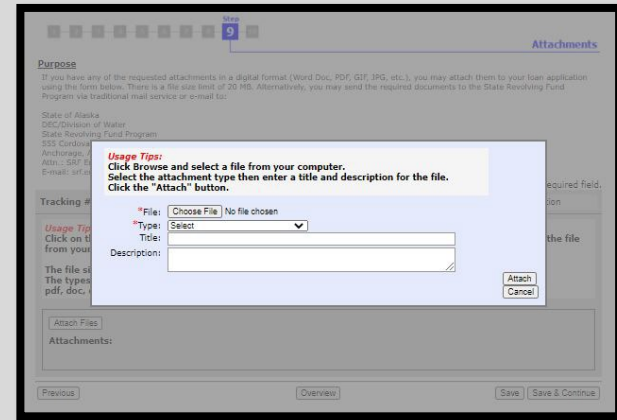 Step
9
Attachments
Purpose
If you have any of the requested attachments in a digital format (Word Doc, PDF, GIF, JPG, etc.), you may attach them to your loan application
using the form below. There is a file size limit of 20 MB. Alternatively, you may send the required documents to the State Revolving Fund
Program via traditional mail service or e-mail to:
State of Alaska
DEC/Division of Water
State Revolving Fund Program
555 Cordova
Anchorage,
Attn.: SRF
E-mail:
required field.
Tracking #
Usage Tips:
Click Browse and select a file from your computer.
Select the attachment type then enter a title and description for the file.
Click the "Attach" button.
*File: Choose File No file chosen
*Type: Select
Title:
Description:
Attach
Cancel
Usage Tip
Click on the file
from your
The file si
The types
pdf, doc,
Attach Files
Attachments:
Previous Overview Save Save & Continue